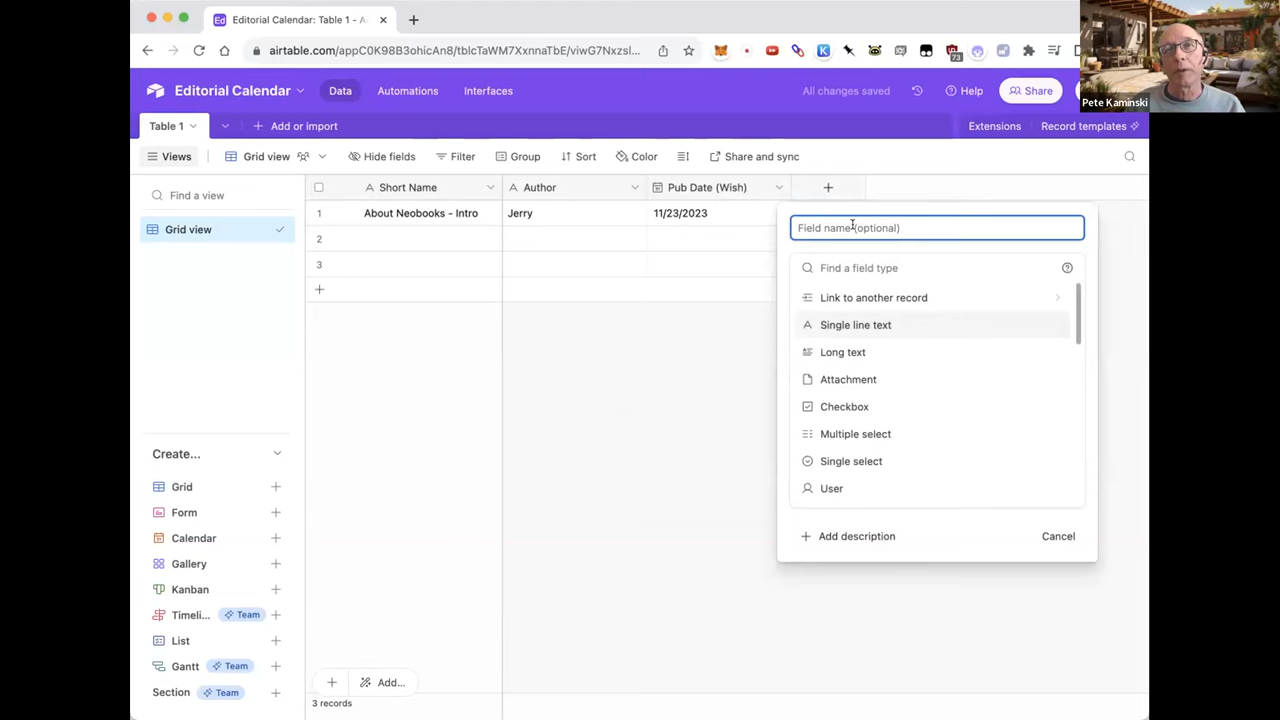 Editorial Calendar: Table 1 - Ai
airtable.com/appC0K98B3ohicAn8/tblcTaWM7XxnnaTbE/viwG7Nxzsl...
73
Pete Kaminski
Editorial Calendar
Data
Automations
Interfaces
All changes saved
Help
Share
Table 1
Add or import
Extensions
Record templates
Views
Grid view
Hide fields
Filter
Group
Sort
Color
Share and sync
Find a view
Short Name
Author
Pub Date (Wish)
1 About Neobooks - Intro Jerry 11/23/2023
2
3
Grid view
Field name (optional)
Find a field type
Link to another record
Single line text
Long text
Attachment
Checkbox
Multiple select
Single select
User
Add description
Cancel
Create...
Grid
Form
Calendar
Gallery
Kanban
Timeli... Team
List
Gantt Team
Section Team
Add...
3 records